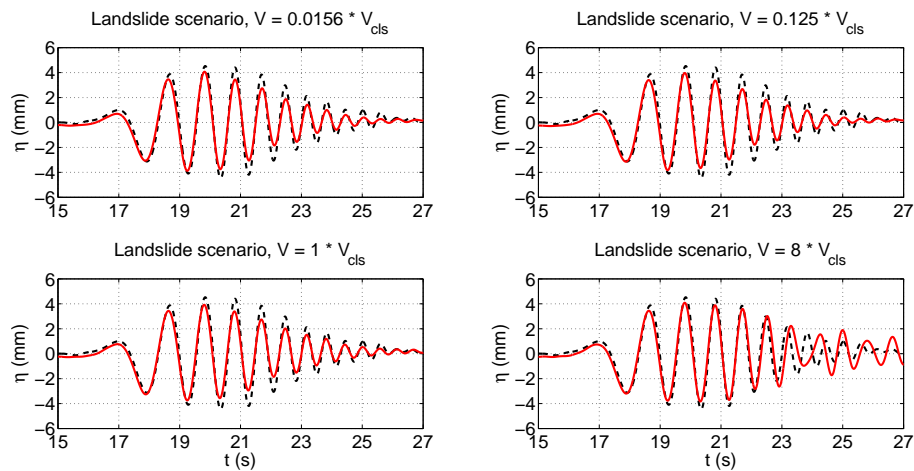 Landslide scenario, V = 0.0156 * V_cls
Landslide scenario, V = 0.125 * V_cls
6
4
2
0
−2
−4
−6
η (mm)
15 17 19 21 23 25 27
6
4
2
0
−2
−4
−6
η (mm)
15 17 19 21 23 25 27
Landslide scenario, V = 1 * V_cls
Landslide scenario, V = 8 * V_cls
6
4
2
0
−2
−4
−6
η (mm)
15 17 19 21 23 25 27
t (s)
6
4
2
0
−2
−4
−6
η (mm)
15 17 19 21 23 25 27
t (s)